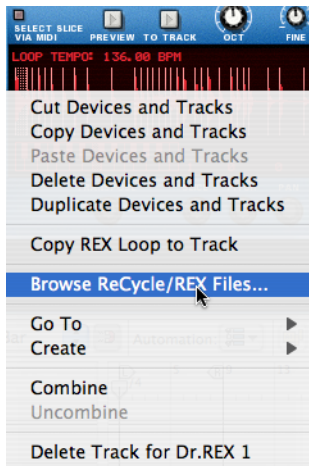 SELECT SLICE
VIA MIDI PREVIEW TO TRACK OCT FINE
LOOP TEMPO: 136.00 BPM
Cut Devices and Tracks
Copy Devices and Tracks
Paste Devices and Tracks
Delete Devices and Tracks
Duplicate Devices and Tracks
Copy REX Loop to Track
Browse ReCycle/REX Files...
Go To
Create
Automation:
Combine
Uncombine
Delete Track for Dr.REX 1